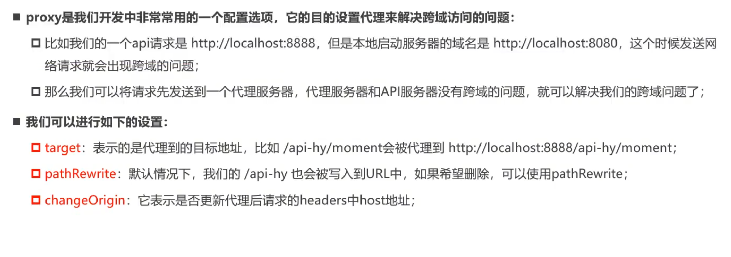 proxy是我们开发中非常常用的一个配置选项，它的目的设置代理来解决跨域访问的问题：
比如我们的一个api请求是 http://localhost:8888，但是本地启动服务器的域名是 http://localhost:8080，这个时候发送网
络请求就会出现跨域的问题；
那么我们可以将请求先发送到一个代理服务器，代理服务器和API服务器没有跨域的问题，就可以解决我们的跨域问题了；
我们可以进行如下的设置：
target：表示的是代理到的目标地址，比如 /api-hy/moment会被代理到 http://localhost:8888/api-hy/moment；
pathRewrite：默认情况下，我们的 /api-hy 也会被写入到URL中，如果希望删除，可以使用pathRewrite；
changeOrigin：它表示是否更新代理后请求的headers中host地址；